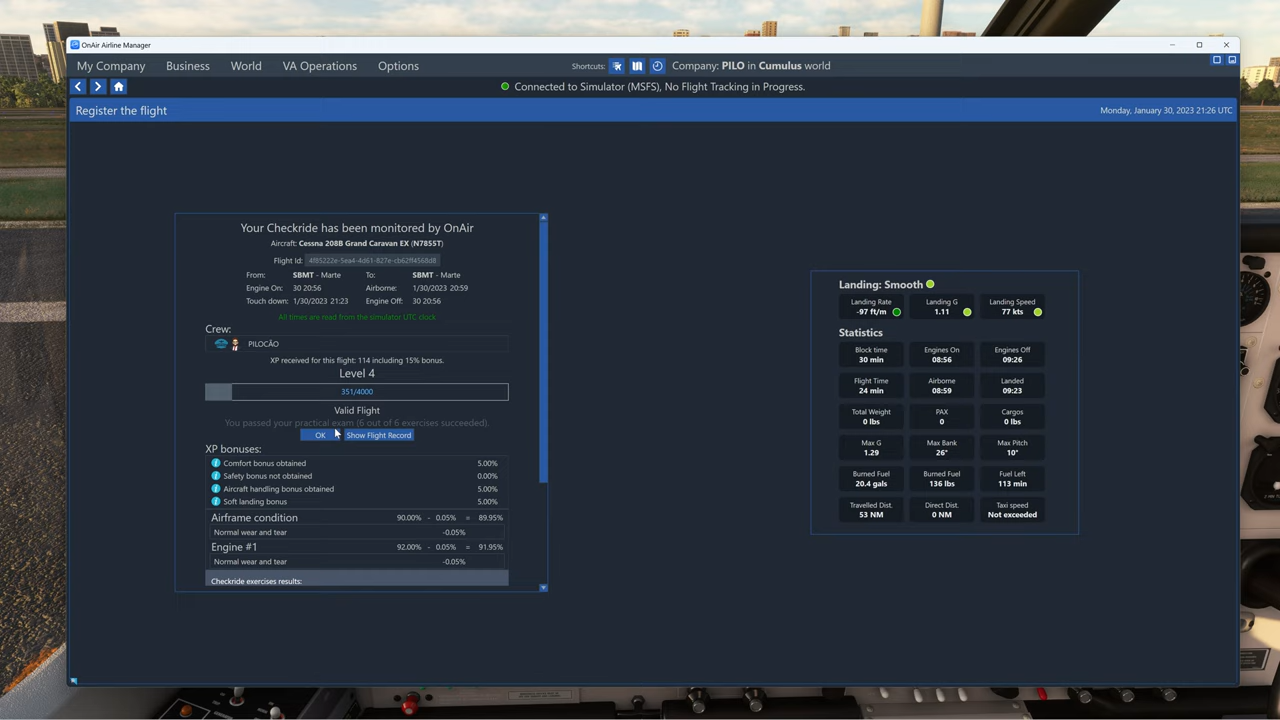 OnAir Airline Manager
My Company Business World VA Operations Options Shortcuts: Company: PILO in Cumulus world
Connected to Simulator (MSFS), No Flight Tracking in Progress.
Register the flight Monday, January 30, 2023 21:26 UTC
Your Checkride has been monitored by OnAir
Aircraft: Cessna 208B Grand Caravan EX (N7855T)
Flight Id: 4f85222e-5ea4-4d61-827e-cb62ff4568d8
From: SBMT - Marte To: SBMT - Marte
Engine On: 30 20:56 Airborne: 1/30/2023 20:59
Touch down: 1/30/2023 21:23 Engine Off: 30 20:56
All times are read from the simulator UTC clock
Crew:
PILOCÃO
XP received for this flight: 114 including 15% bonus.
Level 4
351/4000
Valid Flight
You passed your practical exam (6 out of 6 exercises succeeded).
OK Show Flight Record
XP bonuses:
Comfort bonus obtained 5.00%
Safety bonus not obtained 0.00%
Aircraft handling bonus obtained 5.00%
Soft landing bonus 5.00%
Airframe condition 90.00% - 0.05% = 89.95%
Normal wear and tear -0.05%
Engine #1 92.00% - 0.05% = 91.95%
Normal wear and tear -0.05%
Checkride exercises results:
Landing: Smooth
Landing Rate Landing G Landing Speed
-97 ft/m 1.11 77 kts
Statistics
Block time Engines On Engines Off
30 min 08:56 09:26
Flight Time Airborne Landed
24 min 08:59 09:23
Total Weight PAX Cargos
0 lbs 0 0 lbs
Max G Max Bank Max Pitch
1.29 26° 10°
Burned Fuel Burned Fuel Fuel Left
20.4 gals 136 lbs 113 min
Travelled Dist. Direct Dist. Taxi speed
53 NM 0 NM Not exceeded